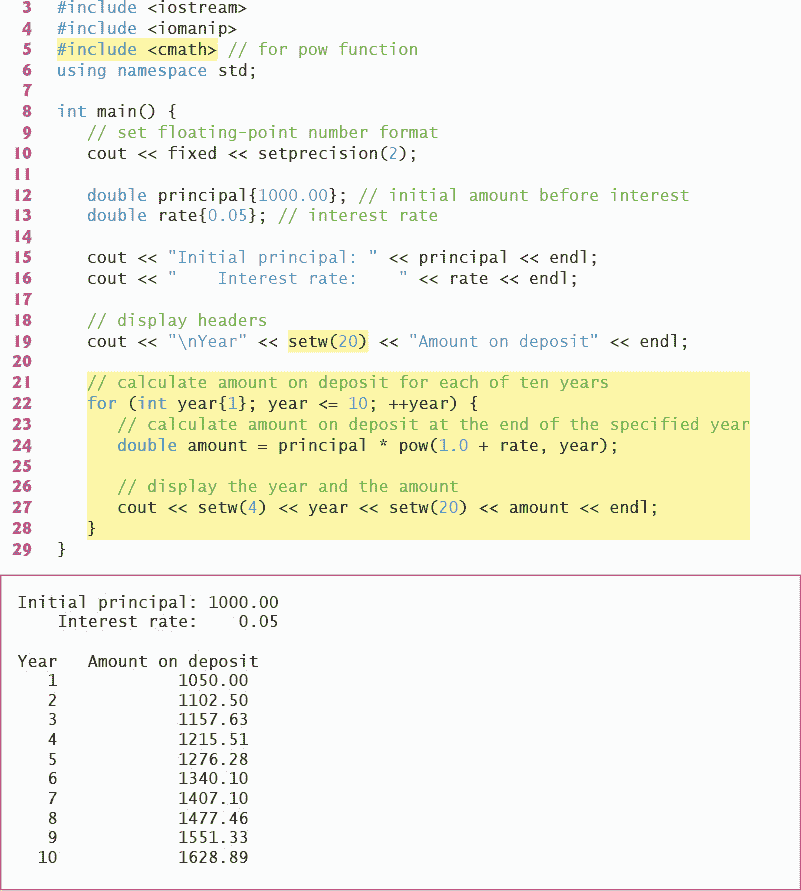 3 #include <iostream>
4 #include <iomanip>
5 #include <cmath> // for pow function
6 using namespace std;
7
8 int main() {
9    // set floating-point number format
10    cout << fixed << setprecision(2);
11
12    double principal{1000.00}; // initial amount before interest
13    double rate{0.05}; // interest rate
14
15    cout << "Initial principal: " << principal << endl;
16    cout << "    Interest rate:    " << rate << endl;
17
18    // display headers
19    cout << "\nYear" << setw(20) << "Amount on deposit" << endl;
20
21    // calculate amount on deposit for each of ten years
22    for (int year{1}; year <= 10; ++year) {
23       // calculate amount on deposit at the end of the specified year
24       double amount = principal * pow(1.0 + rate, year);
25
26       // display the year and the amount
27       cout << setw(4) << year << setw(20) << amount << endl;
28    }
29 }
Initial principal: 1000.00
    Interest rate:    0.05
Year   Amount on deposit
   1            1050.00
   2            1102.50
   3            1157.63
   4            1215.51
   5            1276.28
   6            1340.10
   7            1407.10
   8            1477.46
   9            1551.33
  10            1628.89